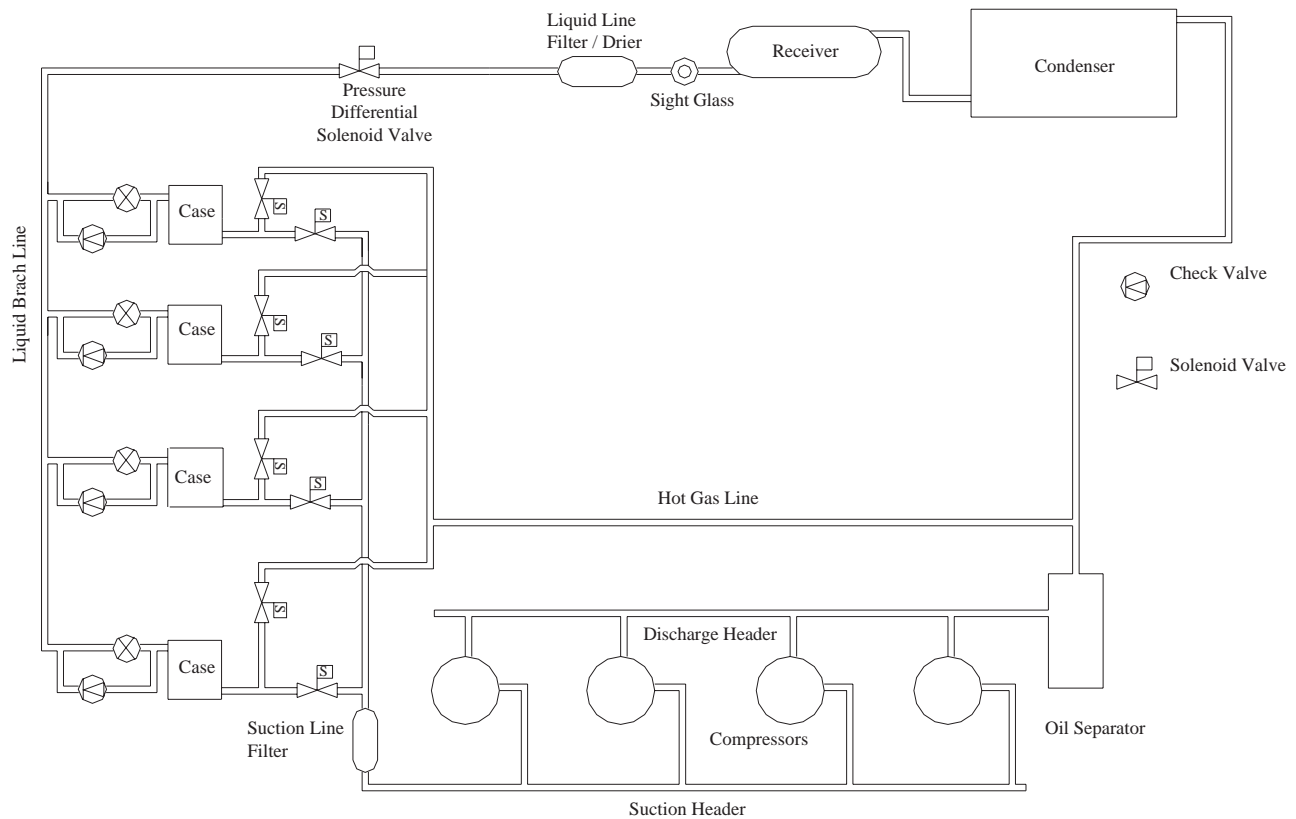 Liquid Line
Filter / Drier
Receiver
Condenser
Sight Glass
Pressure
Differential
Solenoid Valve
Liquid Brach Line
Case
S
S
Case
S
S
Case
S
S
Case
S
S
Check Valve
Solenoid Valve
Hot Gas Line
Discharge Header
Compressors
Oil Separator
Suction Line
Filter
Suction Header